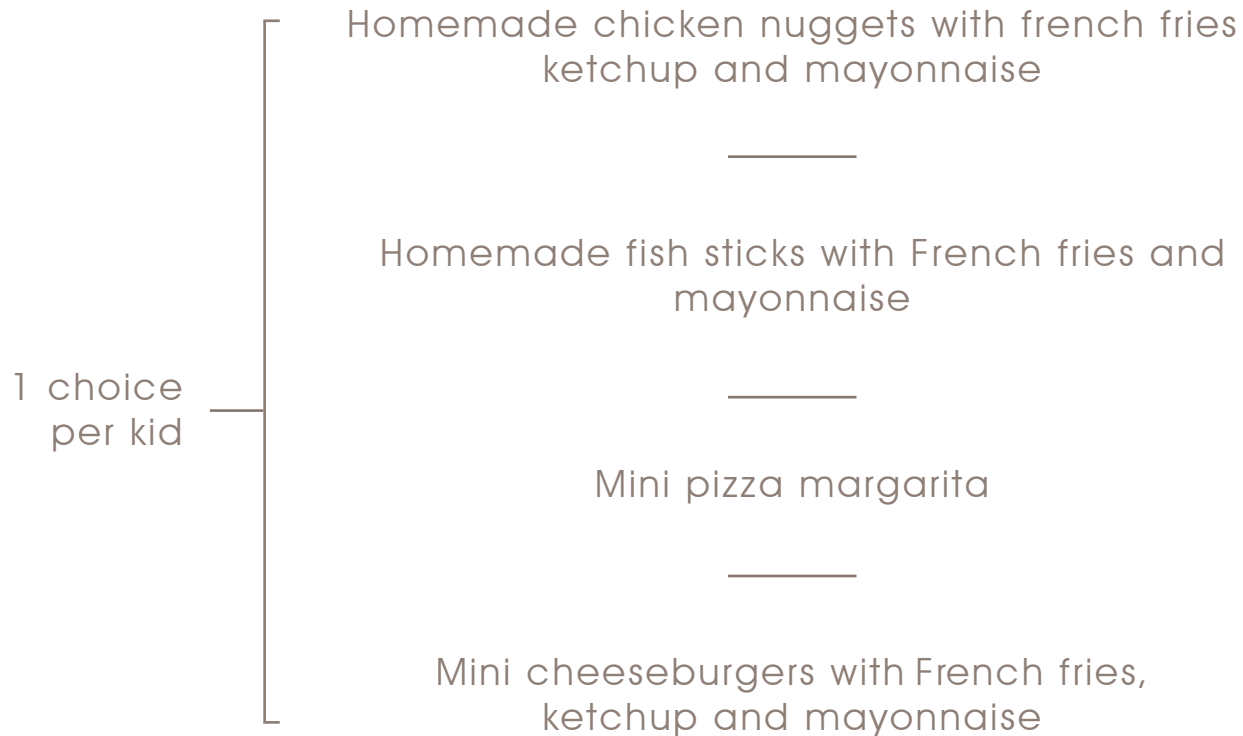 Homemade chicken nuggets with french fries
ketchup and mayonnaise
Homemade fish sticks with French fries and
mayonnaise
1 choice
per kid
Mini pizza margarita
Mini cheeseburgers with French fries,
ketchup and mayonnaise